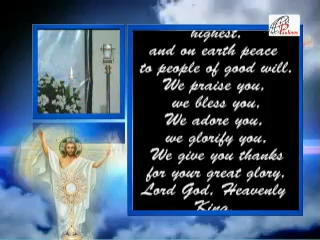 highest,
and on earth peace
to people of good will.
We praise you,
we bless you,
We adore you,
we glorify you,
We give you thanks
for your great glory,
Lord God, Heavenly
King,